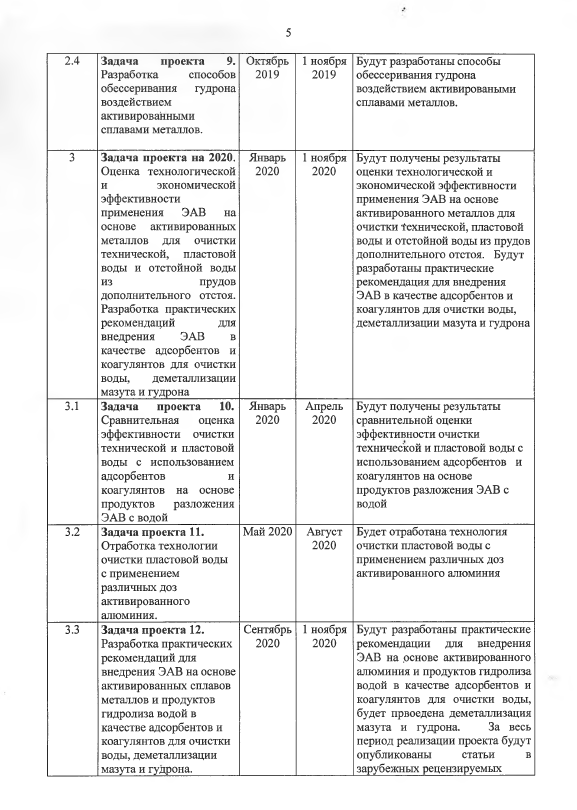 5
2.4
Задача проекта 9.
Разработка способов
обессеривания гудрона
воздействием
активированными
сплавами металлов.
Октябрь
2019
1 ноября
2019
Будут разработаны способы
обессеривания гудрона
воздействием активироваными
сплавами металлов.
3
Задача проекта на 2020.
Оценка технологической
и экономической
эффективности
применения ЭАВ на
основе активированных
металлов для очистки
технической, пластовой
воды и отстойной воды
из прудов
дополнительного отстоя.
Разработка практических
рекомендаций для
внедрения ЭАВ в
качестве адсорбентов и
коагулянтов для очистки
воды, деметаллизации
мазута и гудрона
Январь
2020
1 ноября
2020
Будут получены результаты
оценки технологической и
экономической эффективности
применения ЭАВ на основе
активированного металлов для
очистки технической, пластовой
воды и отстойной воды из прудов
дополнительного отстоя. Будут
разработаны практические
рекомендация для внедрения
ЭАВ в качестве адсорбентов и
коагулянтов для очистки воды,
деметаллизации мазута и гудрона
3.1
Задача проекта 10.
Сравнительная оценка
эффективности очистки
технической и пластовой
воды с использованием
адсорбентов и
коагулянтов на основе
продуктов разложения
ЭАВ с водой
Январь
2020
Апрель
2020
Будут получены результаты
сравнительной оценки
эффективности очистки
технической и пластовой воды с
использованием адсорбентов и
коагулянтов на основе
продуктов разложения ЭАВ с
водой
3.2
Задача проекта 11.
Отработка технологии
очистки пластовой воды
с применением
различных доз
активированного
алюминия.
Май 2020
Август
2020
Будет отработана технология
очистки пластовой воды с
применением различных доз
активированного алюминия
3.3
Задача проекта 12.
Разработка практических
рекомендаций для
внедрения ЭАВ на основе
активированных сплавов
металлов и продуктов
гидролиза водой в
качестве адсорбентов и
коагулянтов для очистки
воды, деметаллизации
мазута и гудрона.
Сентябрь
2020
1 ноября
2020
Будут разработаны практические
рекомендации для внедрения
ЭАВ на основе активированного
алюминия и продуктов гидролиза
водой в качестве адсорбентов и
коагулянтов для очистки воды,
будет првоедена деметаллизация
мазута и гудрона. За весь
период реализации проекта будут
опубликованы статьи в
зарубежных рецензируемых